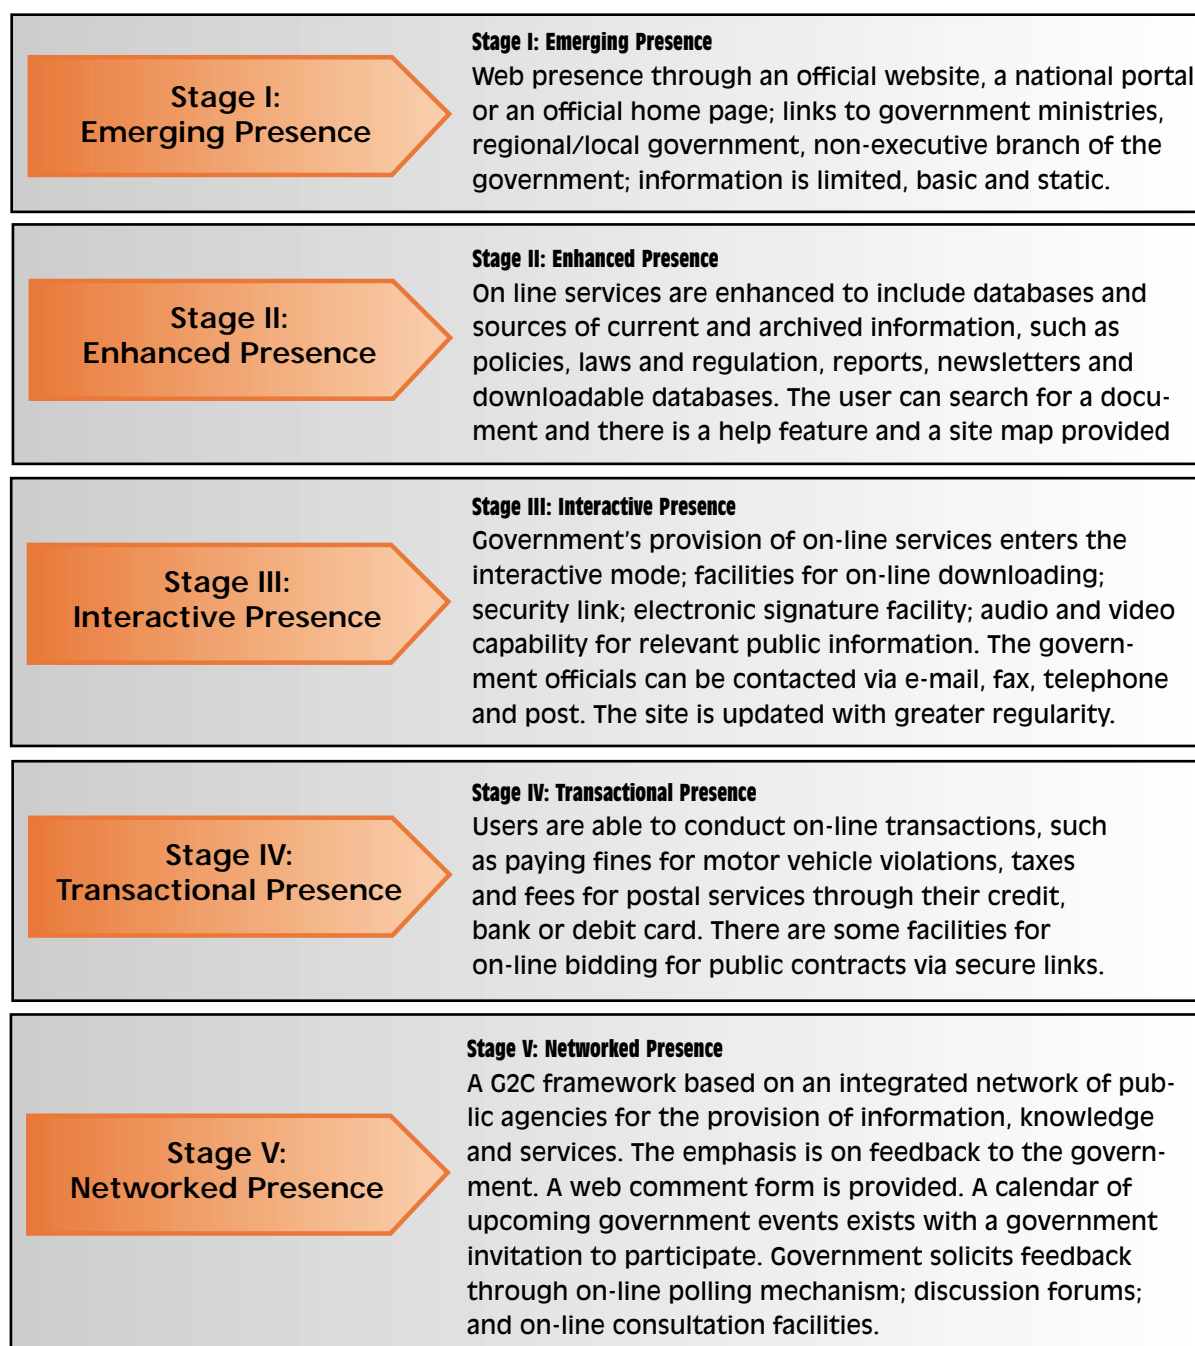 Stage I:
Emerging Presence
Stage I: Emerging Presence
Web presence through an official website, a national portal
or an official home page; links to government ministries,
regional/local government, non-executive branch of the
government; information is limited, basic and static.
Stage II:
Enhanced Presence
Stage II: Enhanced Presence
On line services are enhanced to include databases and
sources of current and archived information, such as
policies, laws and regulation, reports, newsletters and
downloadable databases. The user can search for a docu-
ment and there is a help feature and a site map provided
Stage III:
Interactive Presence
Stage III: Interactive Presence
Government's provision of on-line services enters the
interactive mode; facilities for on-line downloading;
security link; electronic signature facility; audio and video
capability for relevant public information. The govern-
ment officials can be contacted via e-mail, fax, telephone
and post. The site is updated with greater regularity.
Stage IV:
Transactional Presence
Stage IV: Transactional Presence
Users are able to conduct on-line transactions, such
as paying fines for motor vehicle violations, taxes
and fees for postal services through their credit,
bank or debit card. There are some facilities for
on-line bidding for public contracts via secure links.
Stage V:
Networked Presence
Stage V: Networked Presence
A G2C framework based on an integrated network of pub-
lic agencies for the provision of information, knowledge
and services. The emphasis is on feedback to the govern-
ment. A web comment form is provided. A calendar of
upcoming government events exists with a government
invitation to participate. Government solicits feedback
through on-line polling mechanism; discussion forums;
and on-line consultation facilities.